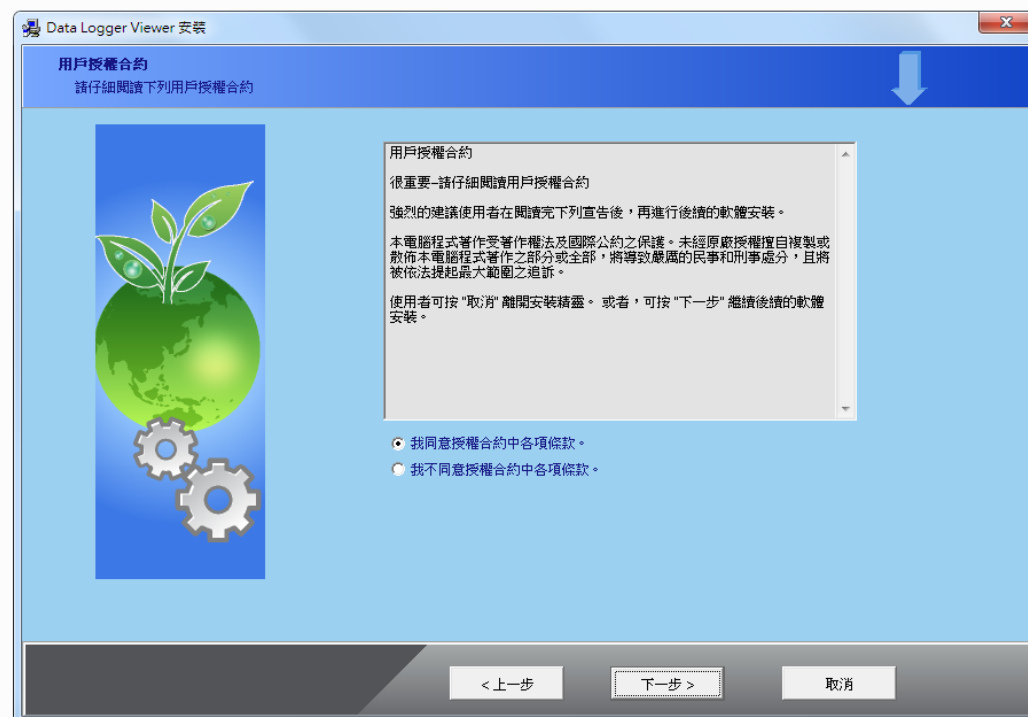 Data Logger Viewer 安裝
用戶授權合約
請仔細閱讀下列用戶授權合約
用戶授權合約
很重要–請仔細閱讀用戶授權合約
強烈的建議使用者在閱讀完下列宣告後，再進行後續的軟體安裝。
本電腦程式著作受著作權法及國際公約之保護。未經原廠授權擅自複製或
散佈本電腦程式著作之部分或全部，將導致嚴厲的民事和刑事處分，且將
被依法提起最大範圍之追訴。
使用者可按 "取消" 離開安裝精靈。 或者，可按 "下一步" 繼續後續的軟體
安裝。
我同意授權合約中各項條款。
我不同意授權合約中各項條款。
< 上一步 下一步 > 取消